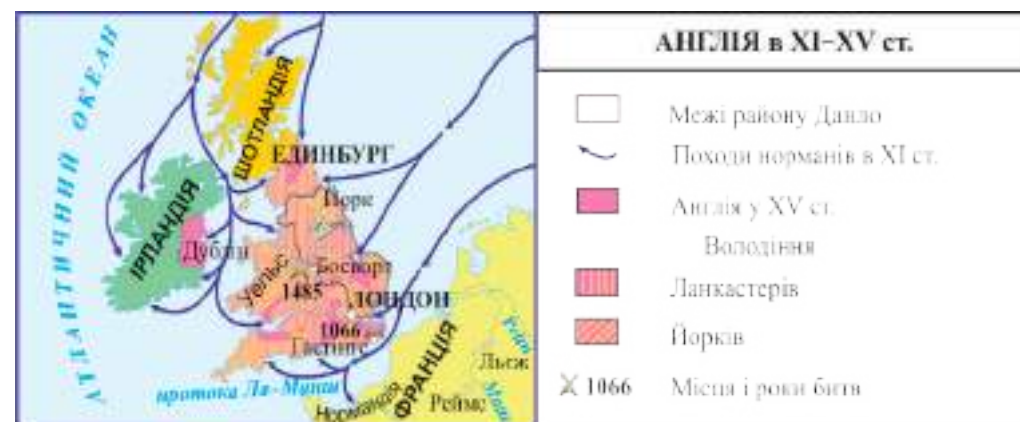 АТЛАНТИЧНИЙ ОКЕАН
ШОТЛАНДІЯ
ЕДИНБУРГ
Йорк
ІРЛАНДІЯ
Дублін
Уельс
Босворт
1485
ЛОНДОН
1066
Гастінгс
протока Ла-Манш
Нормандія
ФРАНЦІЯ
Рейн
Льєж
Реймс
АНГЛІЯ в XI–XV ст.
Межі району Данло
Походи норманів в XI ст.
Англія у XV ст.
Володіння
Ланкастерів
Йорків
1066 Місця і роки битв